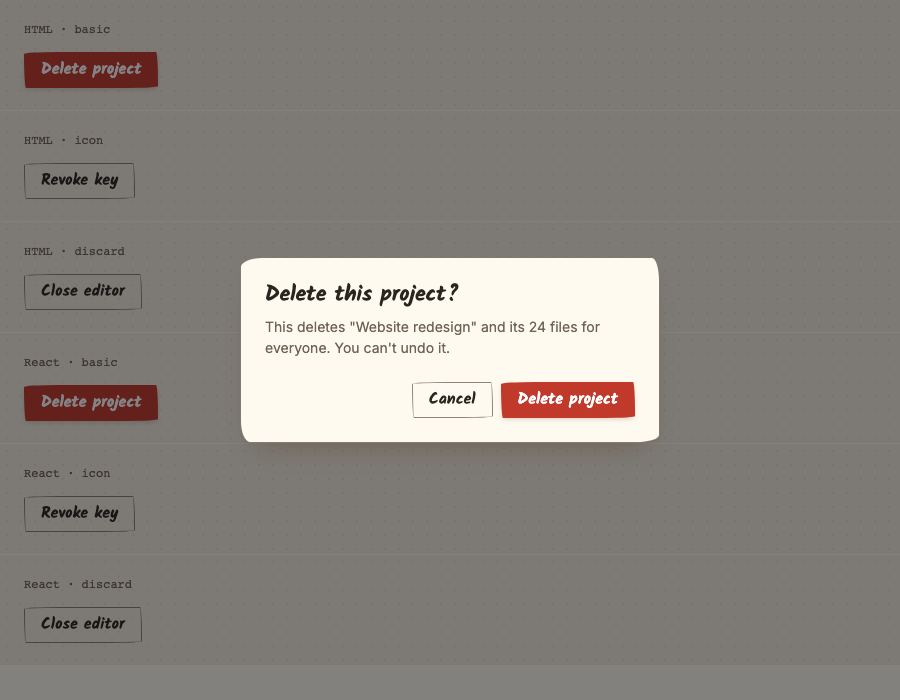 HTML · basic
Delete project
HTML · icon
Revoke key
HTML · discard
Close editor
Delete this project?
This deletes "Website redesign" and its 24 files for
everyone. You can't undo it.
Cancel
Delete project
React · basic
Delete project
React · icon
Revoke key
React · discard
Close editor